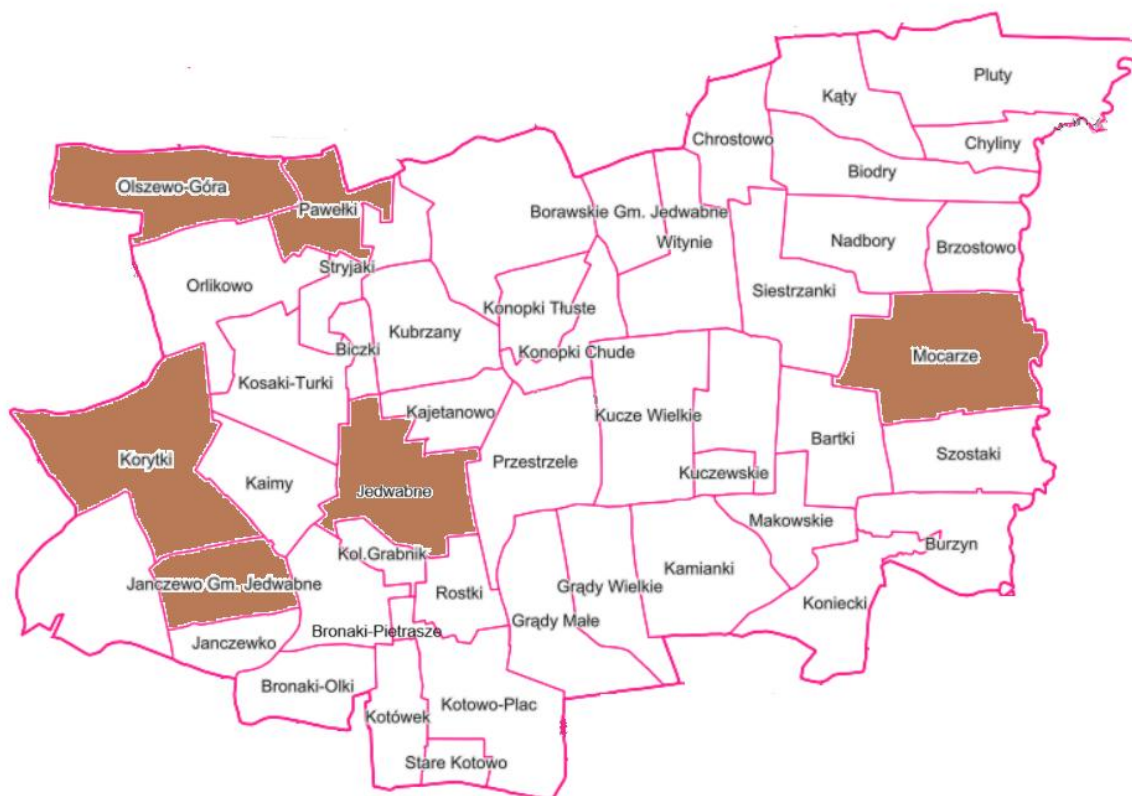 Pluty
Kąty
Chrostowo
Chyliny
Biodry
Olszewo-Góra
Pawełki
Borawskie Gm. Jedwabne
Witynie
Nadbory
Brzostowo
Stryjaki
Orlikowo
Siestrzanki
Konopki Tłuste
Kubrzany
Biczki
Konopki Chude
Mocarze
Kosaki-Turki
Kajetanowo
Kucze Wielkie
Bartki
Korytki
Przestrzele
Szostaki
Kaimy
Jedwabne
Kuczewskie
Makowskie
Kol.Grabnik
Burzyn
Janczewo Gm. Jedwabne
Rostki
Grądy Wielkie
Kamianki
Koniecki
Grądy Małe
Bronaki-Pietrasze
Janczewko
Bronaki-Olki
Kotowo-Plac
Kotówek
Stare Kotowo